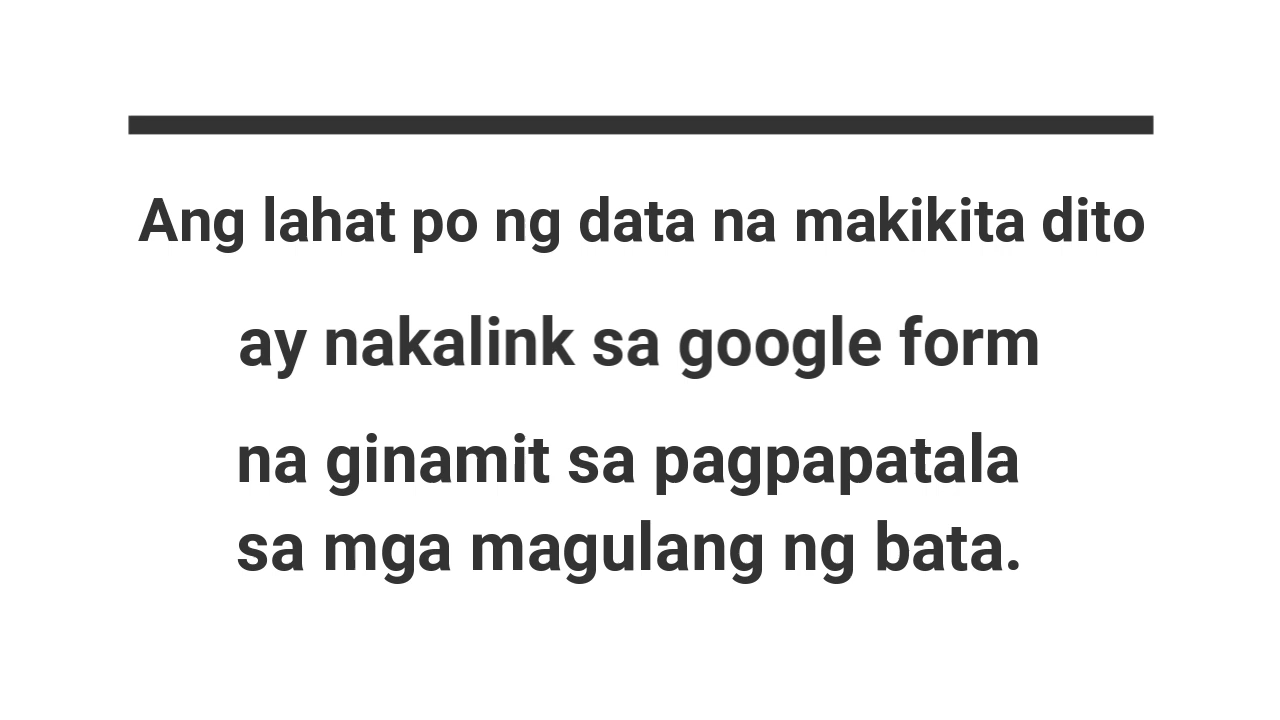 Ang lahat po ng data na makikita dito
ay nakalink sa google form
na ginamit sa pagpapatala
sa mga magulang ng bata.